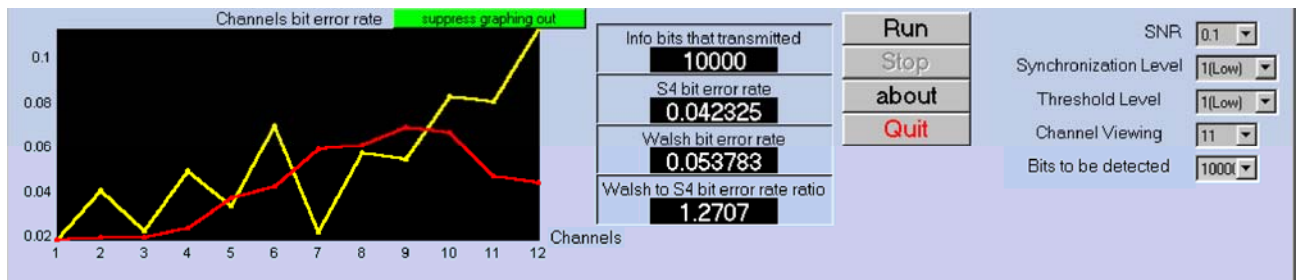 Channels bit error rate
suppress graphing out
0.1
0.08
0.06
0.04
0.02
1 2 3 4 5 6 7 8 9 10 11 12
Channels
Info bits that transmitted
10000
S4 bit error rate
0.042325
Walsh bit error rate
0.053783
Walsh to S4 bit error rate ratio
1.2707
Run
Stop
about
Quit
SNR 0.1
Synchronization Level 1(Low)
Threshold Level 1(Low)
Channel Viewing 11
Bits to be detected 1000(